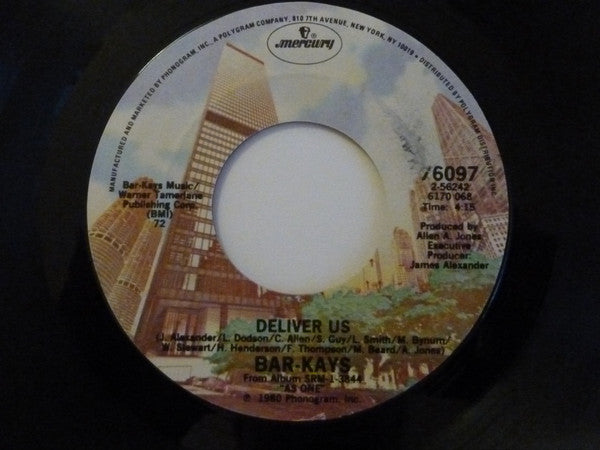 MANUFACTURED AND MARKETED BY PHONOGRAM, INC., A POLYGRAM COMPANY, 810 7TH AVENUE, NEW YORK, N.Y. 10019 • DISTRIBUTED BY POLYGRAM DISTRIBUTION, INC.
mercury
76097
2-56242
6170 068
Time: 4:15
Bar-Kays Music/
Warner Tamerlane
Publishing Corp.
(BMI)
72
Produced by
Allen A. Jones
Executive
Producer:
James Alexander
DELIVER US
(J. Alexander/L. Dodson/C. Allen/S. Guy/L. Smith/M. Bynum/
W. Stewart/H. Henderson/F. Thompson/M. Beard/A. Jones)
BAR-KAYS
From Album SRM-1-3844
"AS ONE"
℗ 1980 Phonogram, Inc.